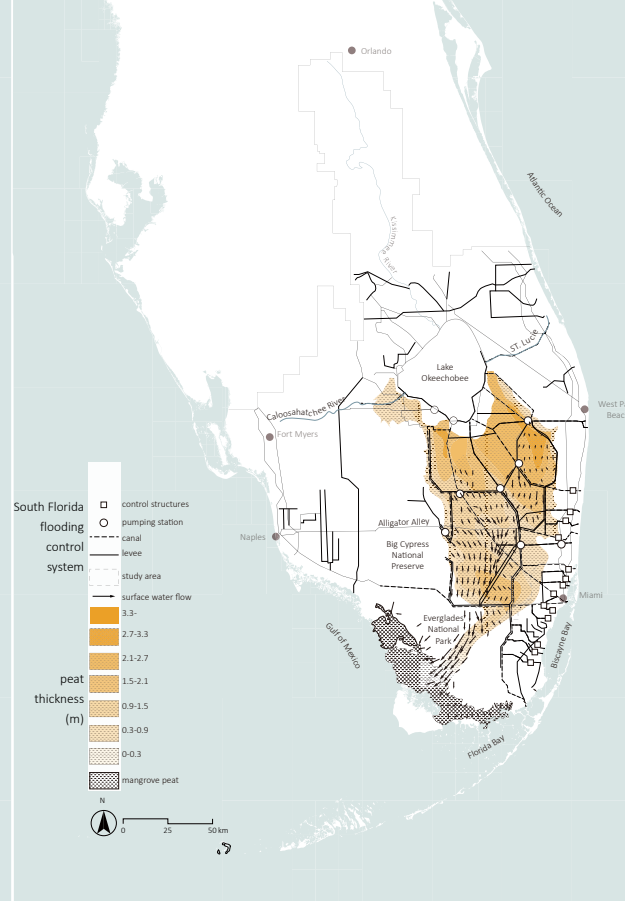 Orlando
Atlantic Ocean
Kissimmee River
ST. Lucie
Lake
Okeechobee
Caloosahatchee River
West Pa
Beac
Fort Myers
South Florida
flooding
control
system
control structures
pumping station
canal
levee
study area
surface water flow
Alligator Alley
Naples
Big Cypress
National
Preserve
Miami
Everglades
National
Park
Gulf of Mexico
Biscayne Bay
Florida Bay
peat
thickness
(m)
3.3-
2.7-3.3
2.1-2.7
1.5-2.1
0.9-1.5
0.3-0.9
0-0.3
mangrove peat
N
0 25 50 km